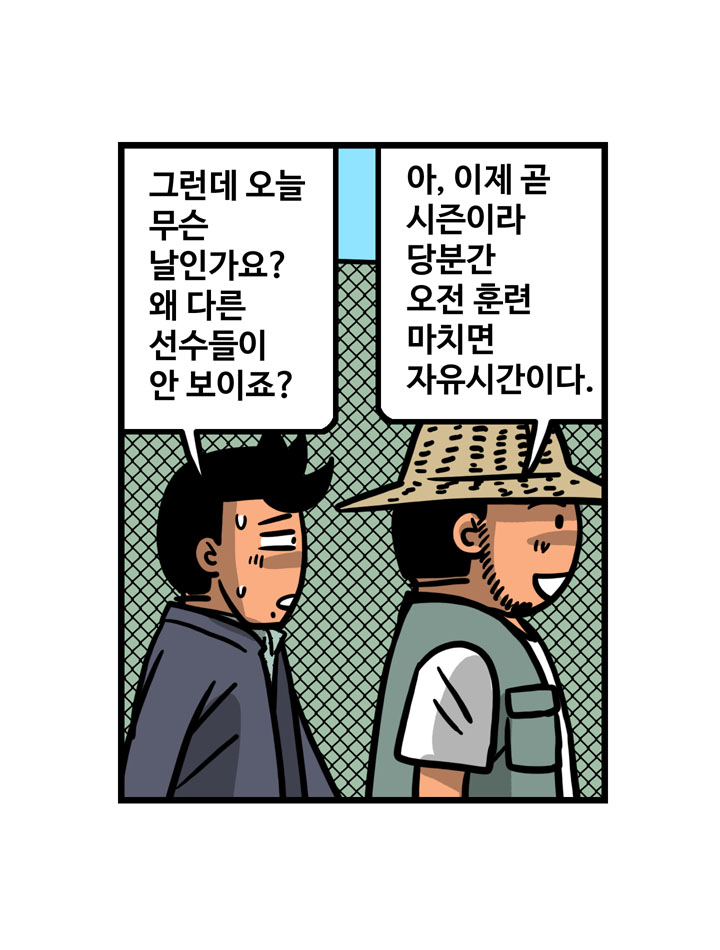 그런데 오늘
무슨
날인가요?
왜 다른
선수들이
안 보이죠?
아, 이제 곧
시즌이라
당분간
오전 훈련
마치면
자유시간이다.